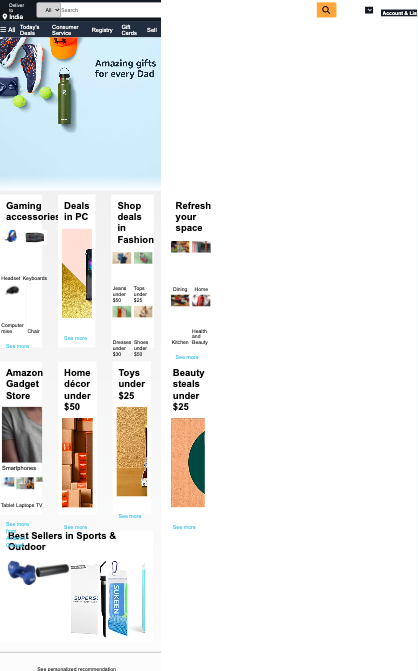 Deliver
to
India
All
Search
Account & Lis
All
Today's
Deals
Consumer
Service
Registry
Gift
Cards
Sell
Amazing gifts
for every Dad
Gaming
accessories
Headset Keyboards
Computer
mise
Chair
See more
Deals
in PC
See more
Shop
deals
in
Fashion
Jeans
under
$50
Tops
under
$25
Dresses
under
$30
Shoes
under
$50
Refresh
your
space
Dining
Home
Kitchen
Health
and
Beauty
See more
Amazon
Gadget
Store
Smartphones
Tablet Laptops TV
See more
Home
décor
under
$50
See more
Toys
under
$25
See more
Beauty
steals
under
$25
See more
Best Sellers in Sports &
Outdoor
SUKEEN
See personalized recommendation